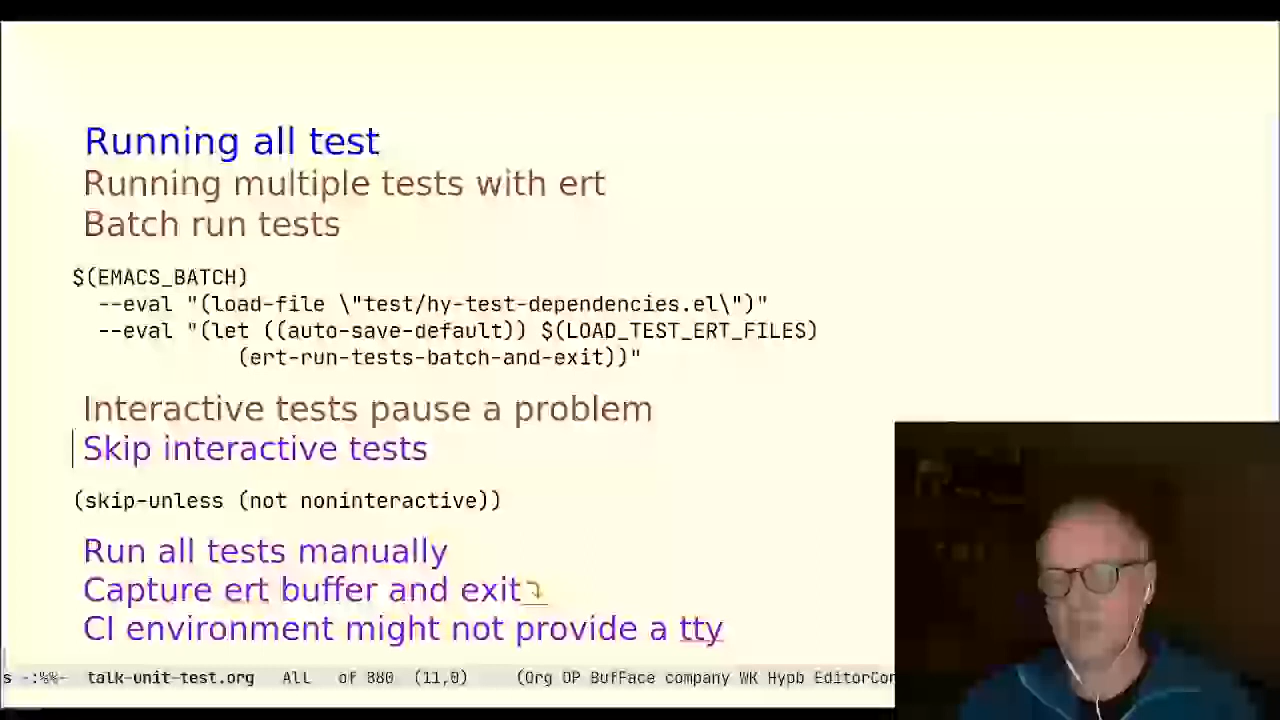 Running all test
Running multiple tests with ert
Batch run tests
$(EMACS_BATCH)
--eval "(load-file \"test/hy-test-dependencies.el\")"
--eval "(let ((auto-save-default)) $(LOAD_TEST_ERT_FILES)
(ert-run-tests-batch-and-exit))"
Interactive tests pause a problem
Skip interactive tests
(skip-unless (not noninteractive))
Run all tests manually
Capture ert buffer and exit
CI environment might not provide a tty
s -:%%- talk-unit-test.org All of 880 (11,0) (Org OP BufFace company WK Hypb EditorCon